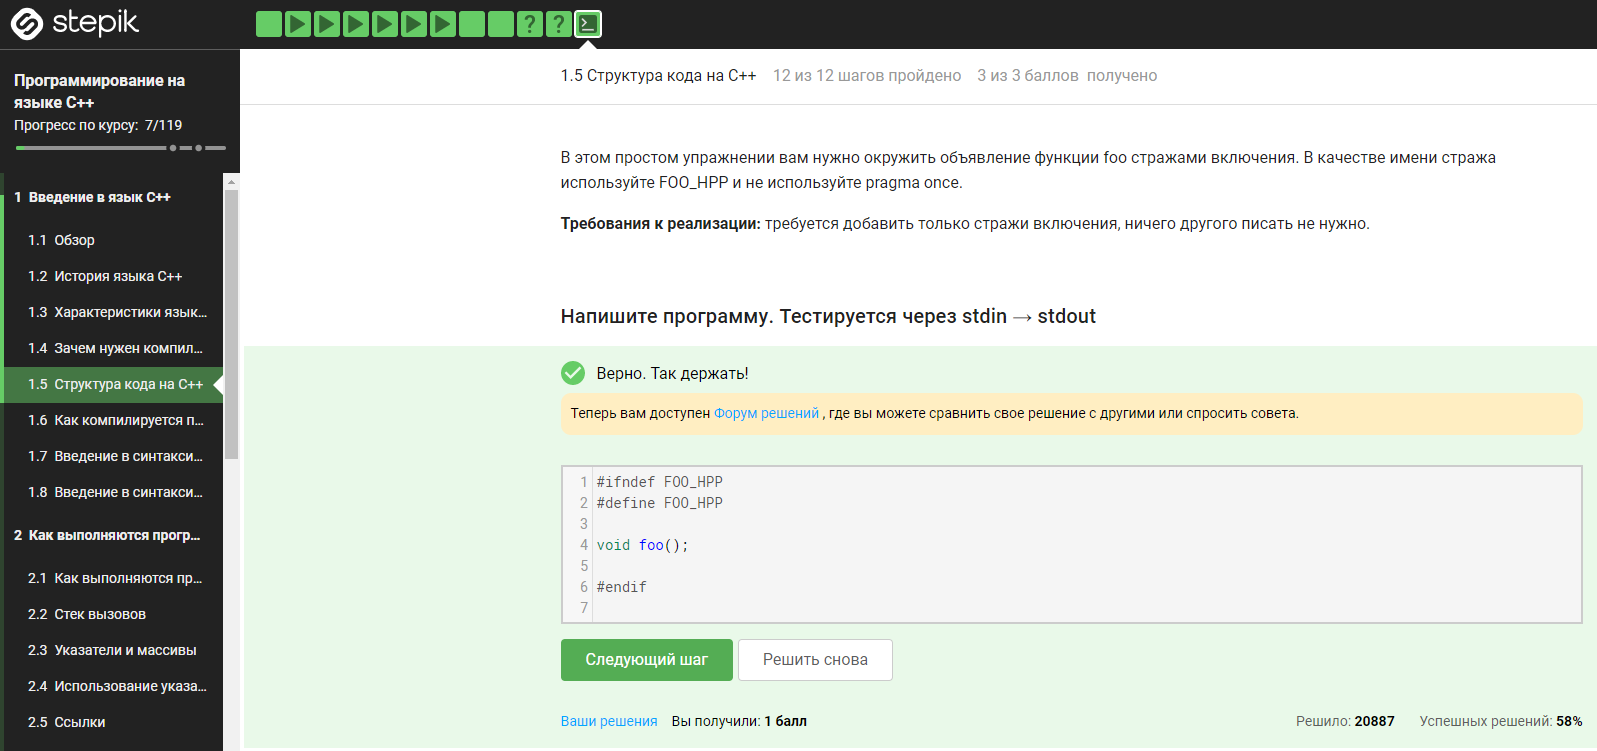 stepik
? ?
Программирование на
языке C++
Прогресс по курсу: 7/119
1 Введение в язык C++
1.1 Обзор
1.2 История языка C++
1.3 Характеристики язык...
1.4 Зачем нужен компил...
1.5 Структура кода на C++
1.6 Как компилируется п...
1.7 Введение в синтакси...
1.8 Введение в синтакси...
2 Как выполняются прогр...
2.1 Как выполняются пр...
2.2 Стек вызовов
2.3 Указатели и массивы
2.4 Использование указа...
2.5 Ссылки
1.5 Структура кода на C++ 12 из 12 шагов пройдено 3 из 3 баллов получено
В этом простом упражнении вам нужно окружить объявление функции foo стражами включения. В качестве имени стража
используйте FOO_HPP и не используйте pragma once.
Требования к реализации: требуется добавить только стражи включения, ничего другого писать не нужно.
Напишите программу. Тестируется через stdin → stdout
Верно. Так держать!
Теперь вам доступен Форум решений , где вы можете сравнить свое решение с другими или спросить совета.
1 #ifndef FOO_HPP
2 #define FOO_HPP
3
4 void foo();
5
6 #endif
7
Следующий шаг Решить снова
Ваши решения Вы получили: 1 балл Решило: 20887 Успешных решений: 58%